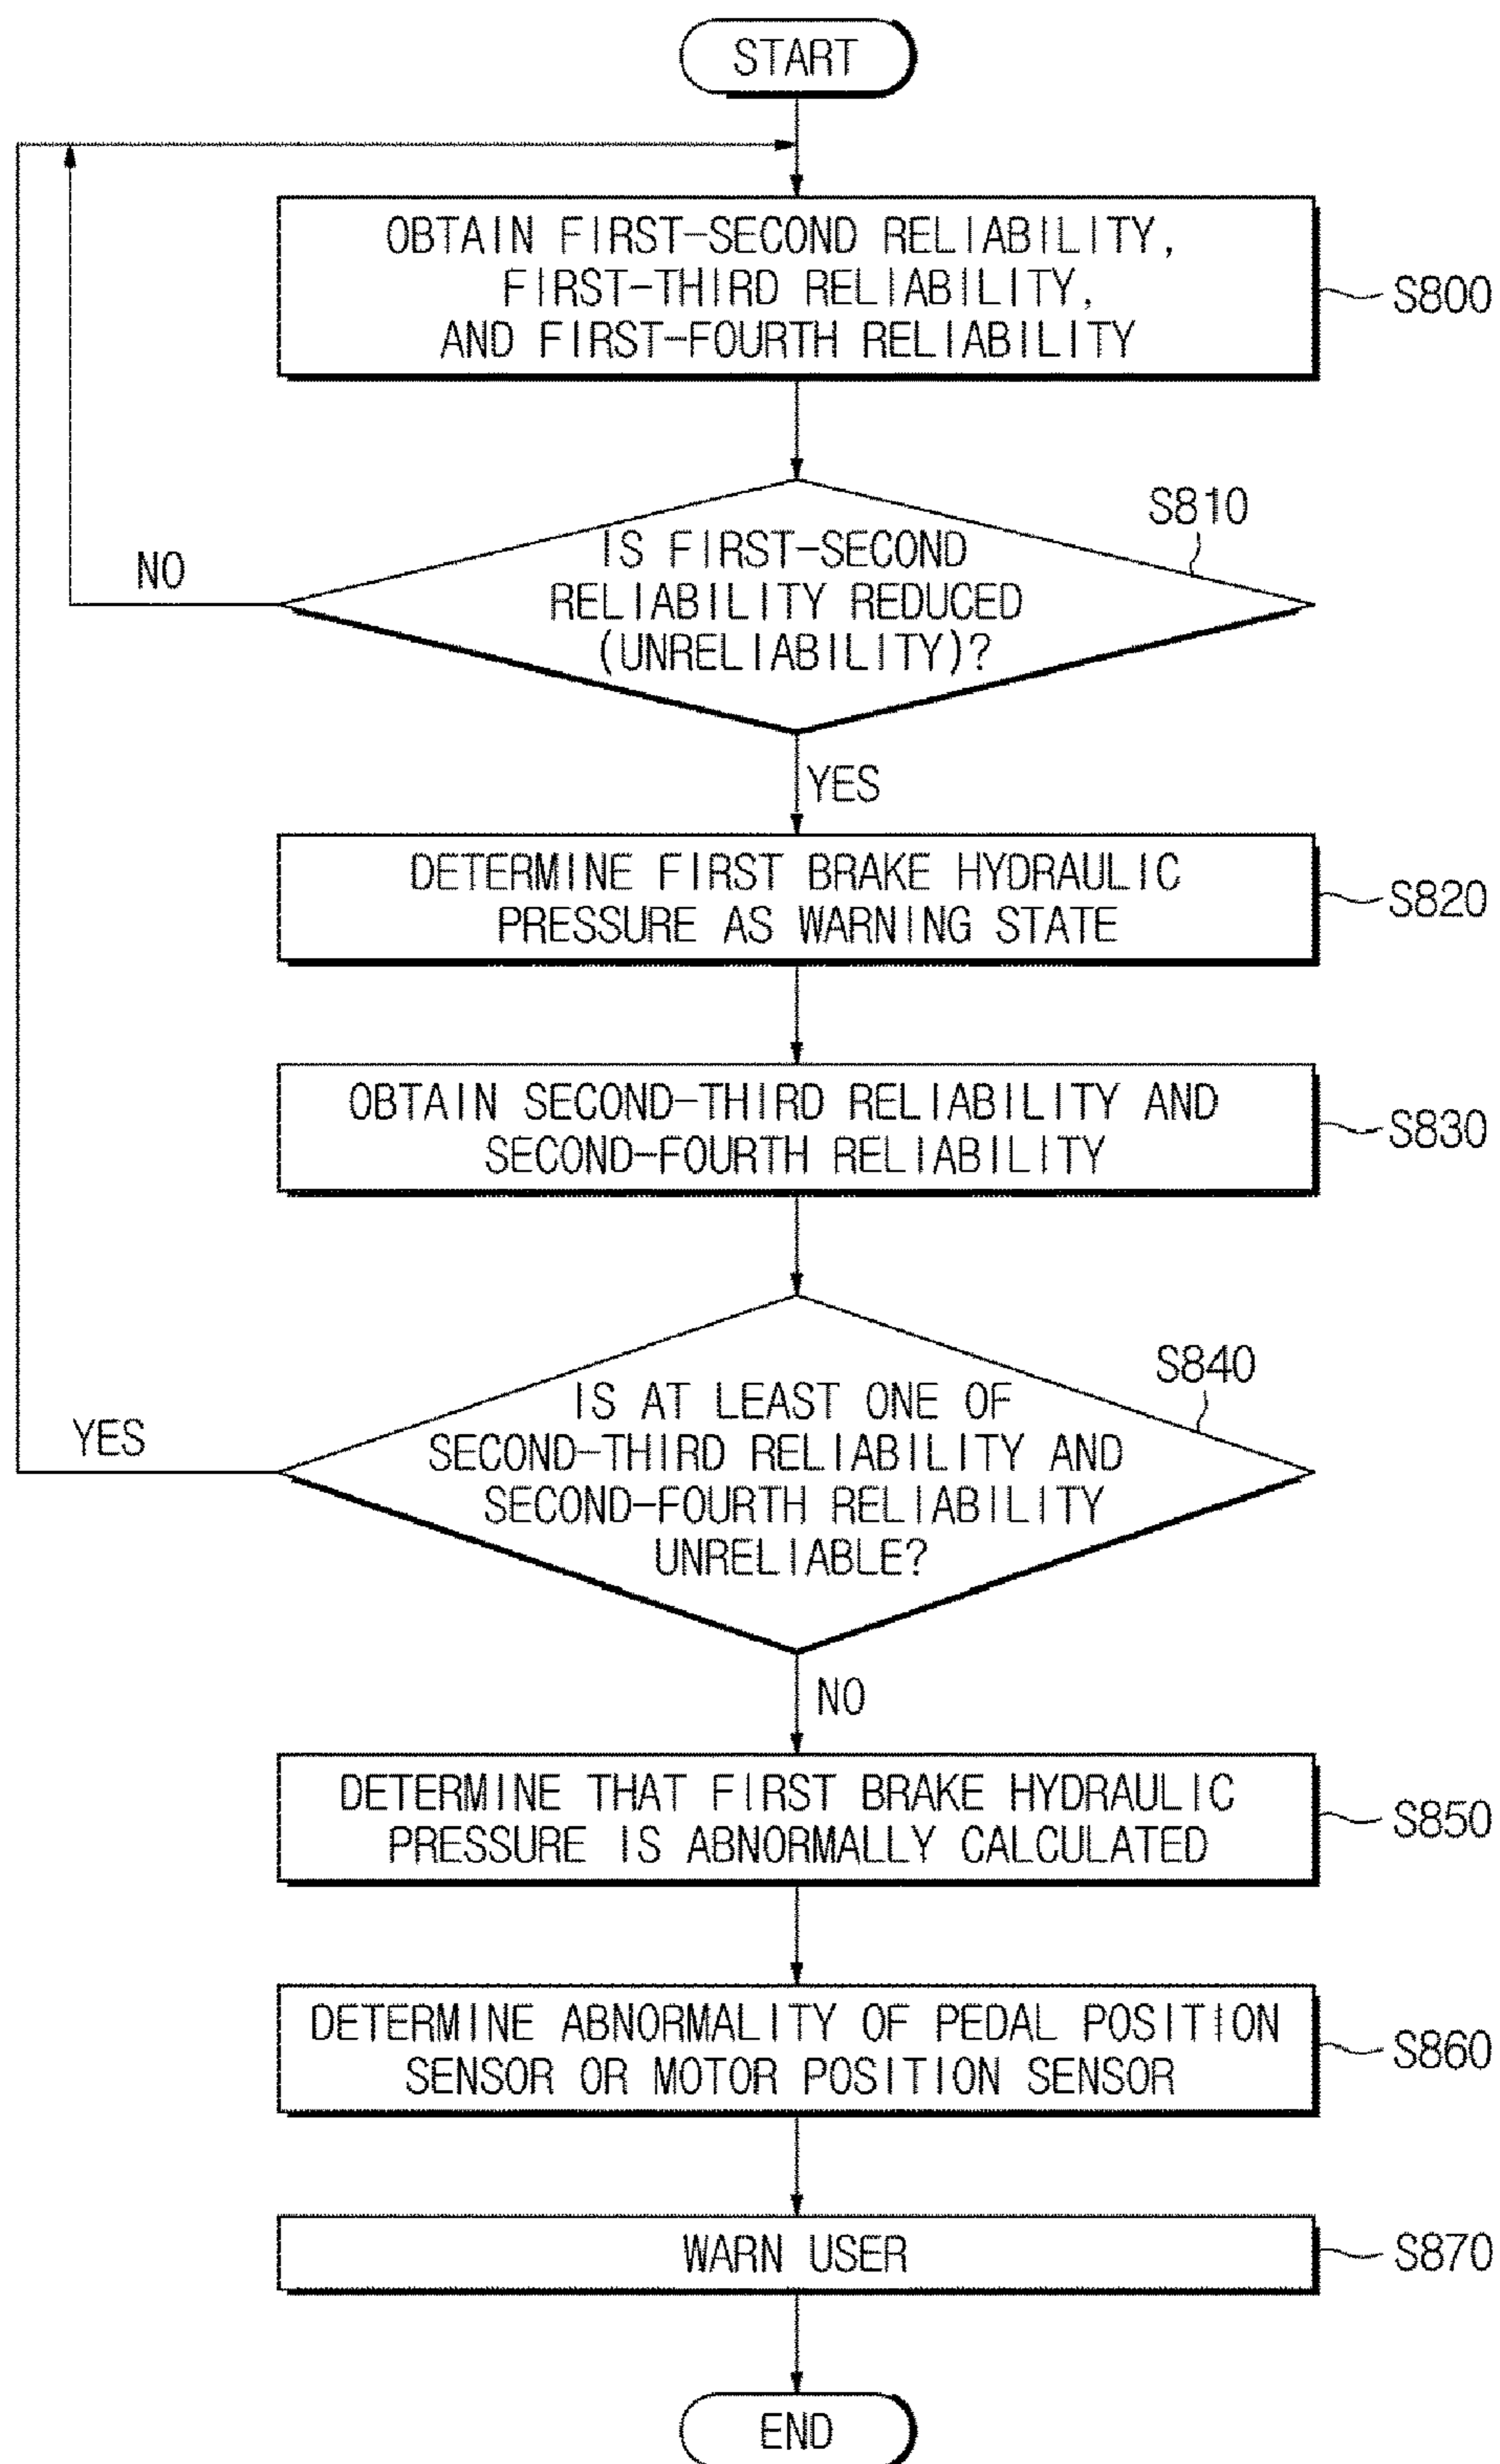 START
OBTAIN FIRST-SECOND RELIABILITY,
FIRST-THIRD RELIABILITY,
AND FIRST-FOURTH RELIABILITY
S800
S810
IS FIRST-SECOND
RELIABILITY REDUCED
(UNRELIABILITY)?
NO
YES
DETERMINE FIRST BRAKE HYDRAULIC
PRESSURE AS WARNING STATE
S820
OBTAIN SECOND-THIRD RELIABILITY AND
SECOND-FOURTH RELIABILITY
S830
S840
IS AT LEAST ONE OF
SECOND-THIRD RELIABILITY AND
SECOND-FOURTH RELIABILITY
UNRELIABLE?
YES
NO
DETERMINE THAT FIRST BRAKE HYDRAULIC
PRESSURE IS ABNORMALLY CALCULATED
S850
DETERMINE ABNORMALITY OF PEDAL POSITION
SENSOR OR MOTOR POSITION SENSOR
S860
WARN USER
S870
END